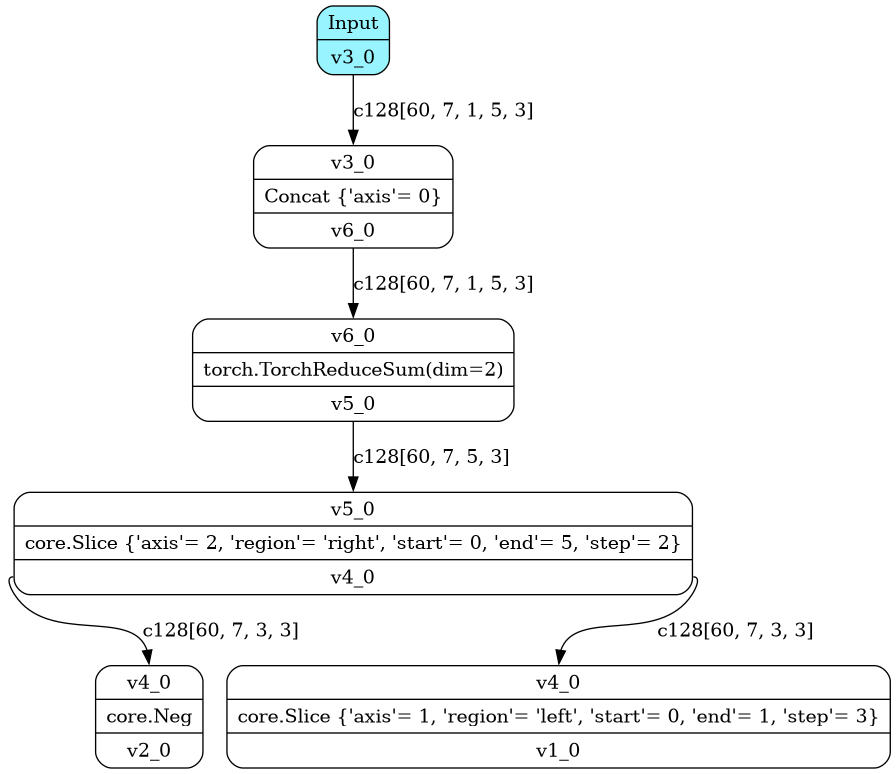 Input
v3_0
c128[60, 7, 1, 5, 3]
v3_0
Concat {'axis'= 0}
v6_0
c128[60, 7, 1, 5, 3]
v6_0
torch.TorchReduceSum(dim=2)
v5_0
c128[60, 7, 5, 3]
v5_0
core.Slice {'axis'= 2, 'region'= 'right', 'start'= 0, 'end'= 5, 'step'= 2}
v4_0
c128[60, 7, 3, 3]
c128[60, 7, 3, 3]
v4_0
core.Neg
v2_0
v4_0
core.Slice {'axis'= 1, 'region'= 'left', 'start'= 0, 'end'= 1, 'step'= 3}
v1_0